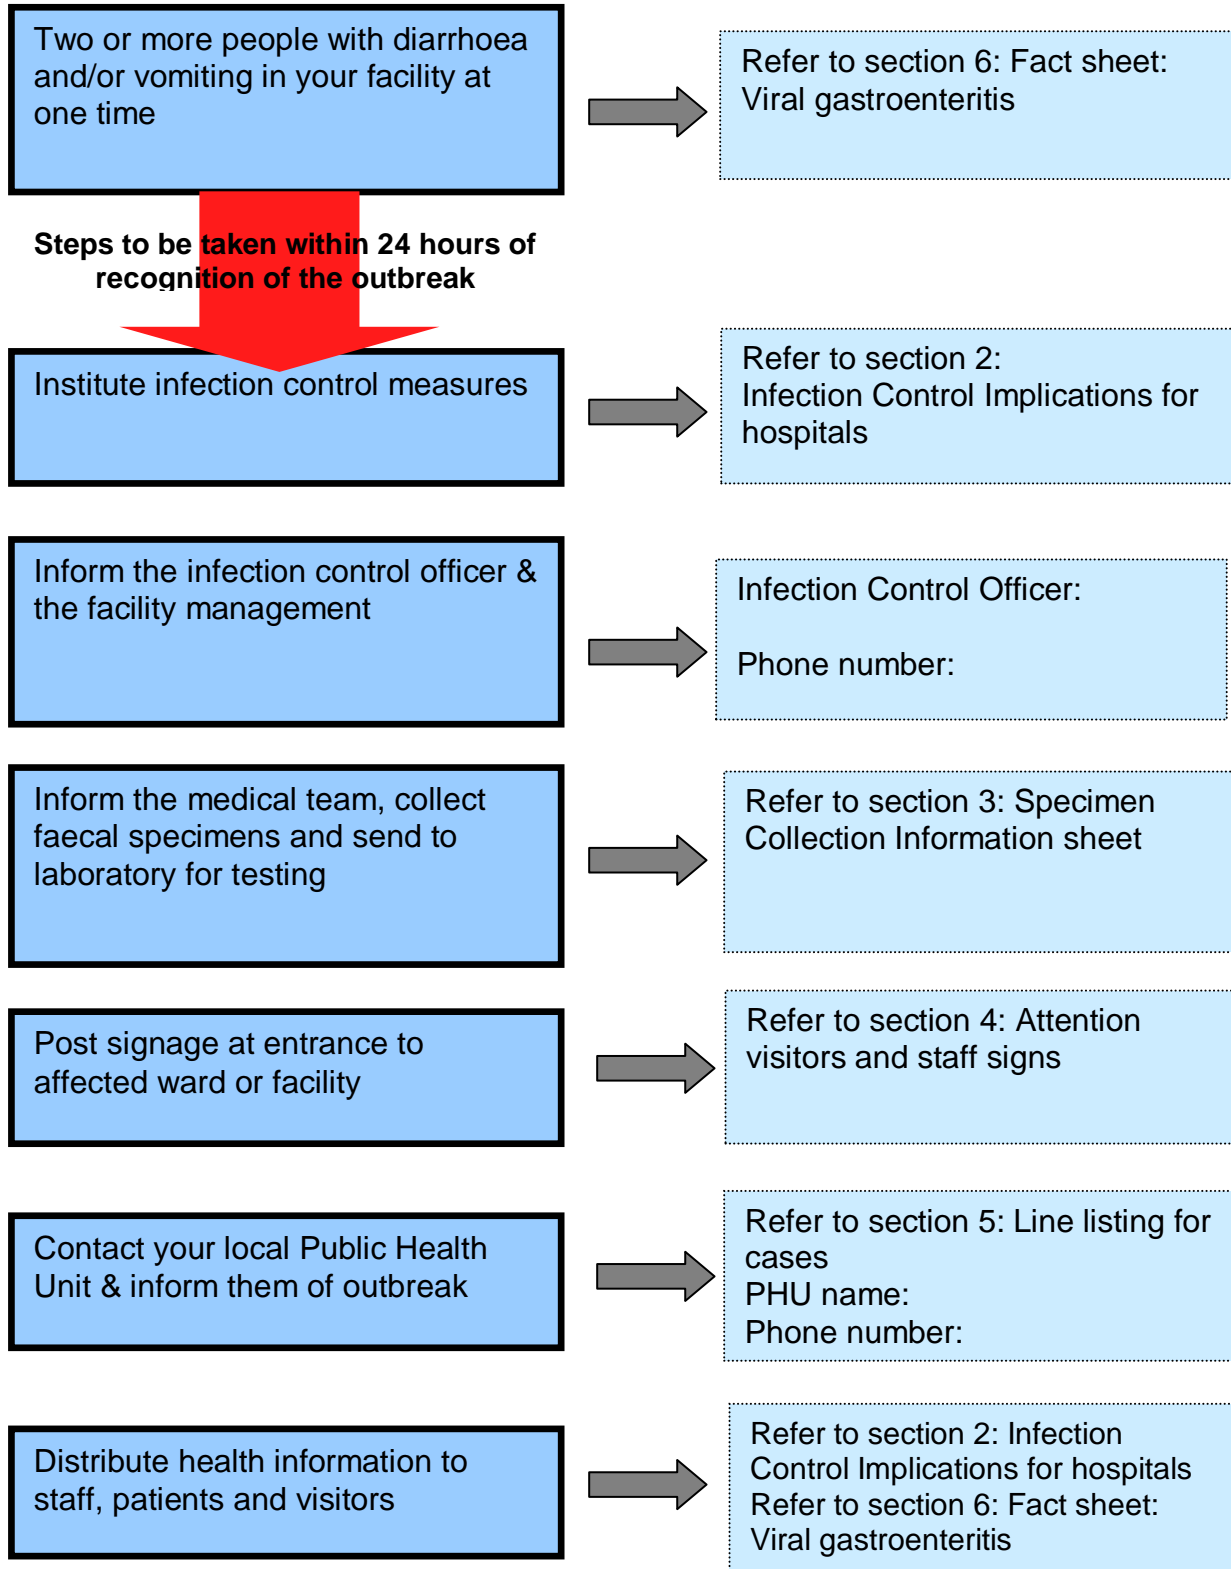 Two or more people with diarrhoea
and/or vomiting in your facility at
one time
Refer to section 6: Fact sheet:
Viral gastroenteritis
Steps to be taken within 24 hours of
recognition of the outbreak
Institute infection control measures
Refer to section 2:
Infection Control Implications for
hospitals
Inform the infection control officer &
the facility management
Infection Control Officer:
Phone number:
Inform the medical team, collect
faecal specimens and send to
laboratory for testing
Refer to section 3: Specimen
Collection Information sheet
Post signage at entrance to
affected ward or facility
Refer to section 4: Attention
visitors and staff signs
Contact your local Public Health
Unit & inform them of outbreak
Refer to section 5: Line listing for
cases
PHU name:
Phone number:
Distribute health information to
staff, patients and visitors
Refer to section 2: Infection
Control Implications for hospitals
Refer to section 6: Fact sheet:
Viral gastroenteritis